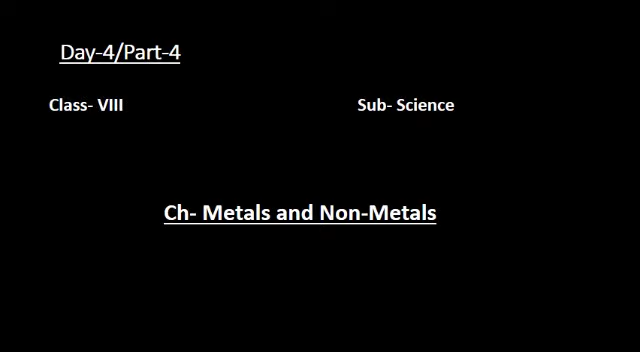 Day-4/Part-4
Class- VIII Sub- Science
Ch- Metals and Non-Metals